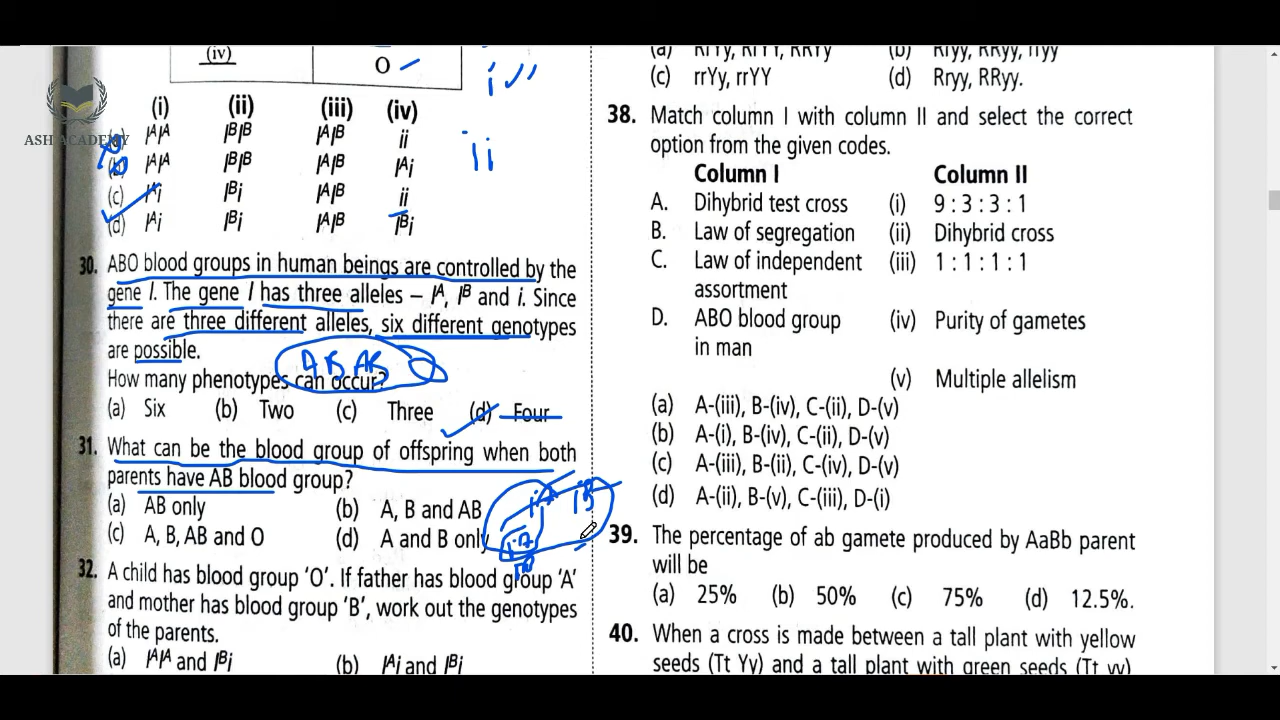 (iv)
O
i
ASH ACADEMY
(i) (ii) (iii) (iv)
IAIA IBIB IAIB ii
IAIA IBIB IAIB IAi
(c) IAi IBi IAIB ii
(d) IAi IBi IAIB IBi
ii
30. ABO blood groups in human beings are controlled by the
gene I. The gene I has three alleles – IA, IB and i. Since
there are three different alleles, six different genotypes
are possible.
A B AB O
How many phenotypes can occur?
(a) Six (b) Two (c) Three (d) Four
31. What can be the blood group of offspring when both
parents have AB blood group?
(a) AB only (b) A, B and AB
(c) A, B, AB and O (d) A and B only
32. A child has blood group 'O'. If father has blood group 'A'
and mother has blood group 'B', work out the genotypes
of the parents.
(a) IAIA and IBi (b) IAi and IBi
(a) RrYy, RrYY, RRYy (b) Rryy, RRyy, rryy
(c) rrYy, rrYY (d) Rryy, RRyy.
38. Match column I with column II and select the correct
option from the given codes.
Column I Column II
A. Dihybrid test cross (i) 9 : 3 : 3 : 1
B. Law of segregation (ii) Dihybrid cross
C. Law of independent (iii) 1 : 1 : 1 : 1
assortment
D. ABO blood group (iv) Purity of gametes
in man
(v) Multiple allelism
(a) A-(iii), B-(iv), C-(ii), D-(v)
(b) A-(i), B-(iv), C-(ii), D-(v)
(c) A-(iii), B-(ii), C-(iv), D-(v)
(d) A-(ii), B-(v), C-(iii), D-(i)
39. The percentage of ab gamete produced by AaBb parent
will be
(a) 25% (b) 50% (c) 75% (d) 12.5%.
40. When a cross is made between a tall plant with yellow
seeds (Tt Yy) and a tall plant with green seeds (Tt yy)